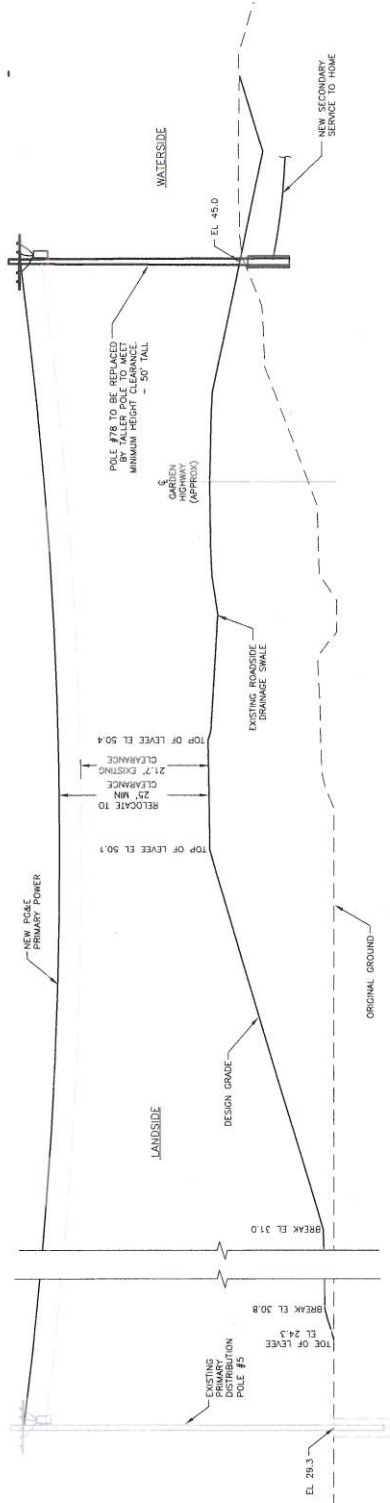 WATERSIDE
NEW SECONDARY
SERVICE TO HOME
EL 45.0
POLE #78 TO BE REPLACED
BY TALLER POLE TO MEET
MINIMUM HEIGHT CLEARANCE.
- 50' TALL
℄
GARDEN
HIGHWAY
(APPROX)
EXISTING ROADSIDE
DRAINAGE SWALE
TOP OF LEVEE EL 50.4
21.7' EXISTING
CLEARANCE
RELOCATE TO
25' MIN
CLEARANCE
TOP OF LEVEE EL 50.1
NEW PG&E
PRIMARY POWER
ORIGINAL GROUND
DESIGN GRADE
LANDSIDE
BREAK EL 31.0
BREAK EL 30.8
TOE OF LEVEE
EL 24.3
EXISTING
PRIMARY
DISTRIBUTION
POLE #5
EL 29.3